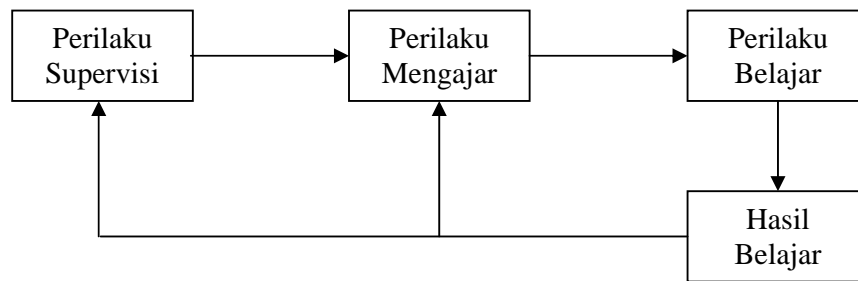 Perilaku
Supervisi
Perilaku
Mengajar
Perilaku
Belajar
Hasil
Belajar